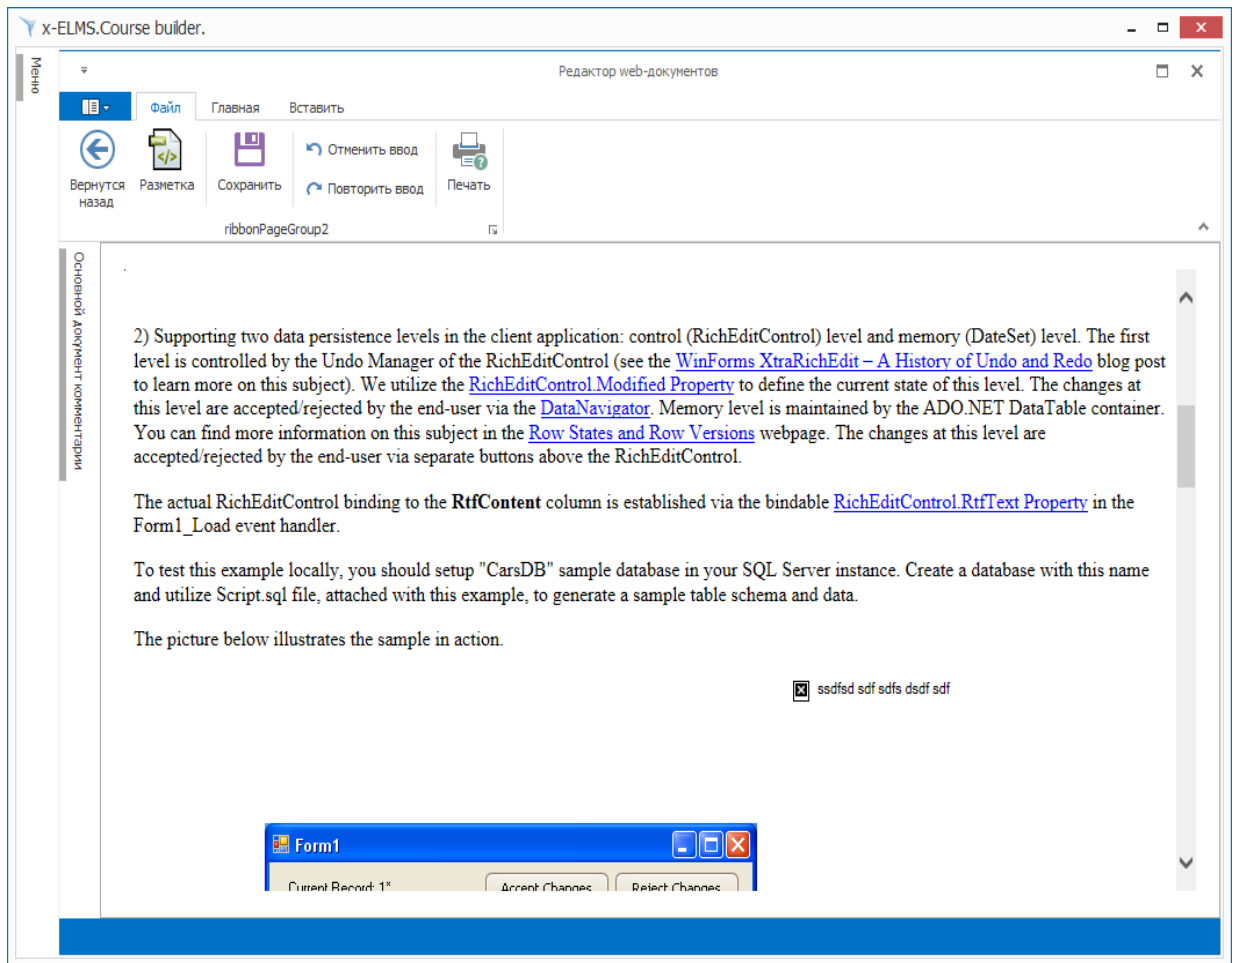 x-ELMS.Course builder.
Меню
Редактор web-документов
Файл Главная Вставить
Вернутся назад
Разметка
Сохранить
Отменить ввод
Повторить ввод
Печать
ribbonPageGroup2
Основной документ комментарии
2) Supporting two data persistence levels in the client application: control (RichEditControl) level and memory (DateSet) level. The first
level is controlled by the Undo Manager of the RichEditControl (see the WinForms XtraRichEdit – A History of Undo and Redo blog post
to learn more on this subject). We utilize the RichEditControl.Modified Property to define the current state of this level. The changes at
this level are accepted/rejected by the end-user via the DataNavigator. Memory level is maintained by the ADO.NET DataTable container.
You can find more information on this subject in the Row States and Row Versions webpage. The changes at this level are
accepted/rejected by the end-user via separate buttons above the RichEditControl.
The actual RichEditControl binding to the RtfContent column is established via the bindable RichEditControl.RtfText Property in the
Form1_Load event handler.
To test this example locally, you should setup "CarsDB" sample database in your SQL Server instance. Create a database with this name
and utilize Script.sql file, attached with this example, to generate a sample table schema and data.
The picture below illustrates the sample in action.
ssdfsd sdf sdfs dsdf sdf
Form1
Current Record: 1* Accept Changes Reject Changes